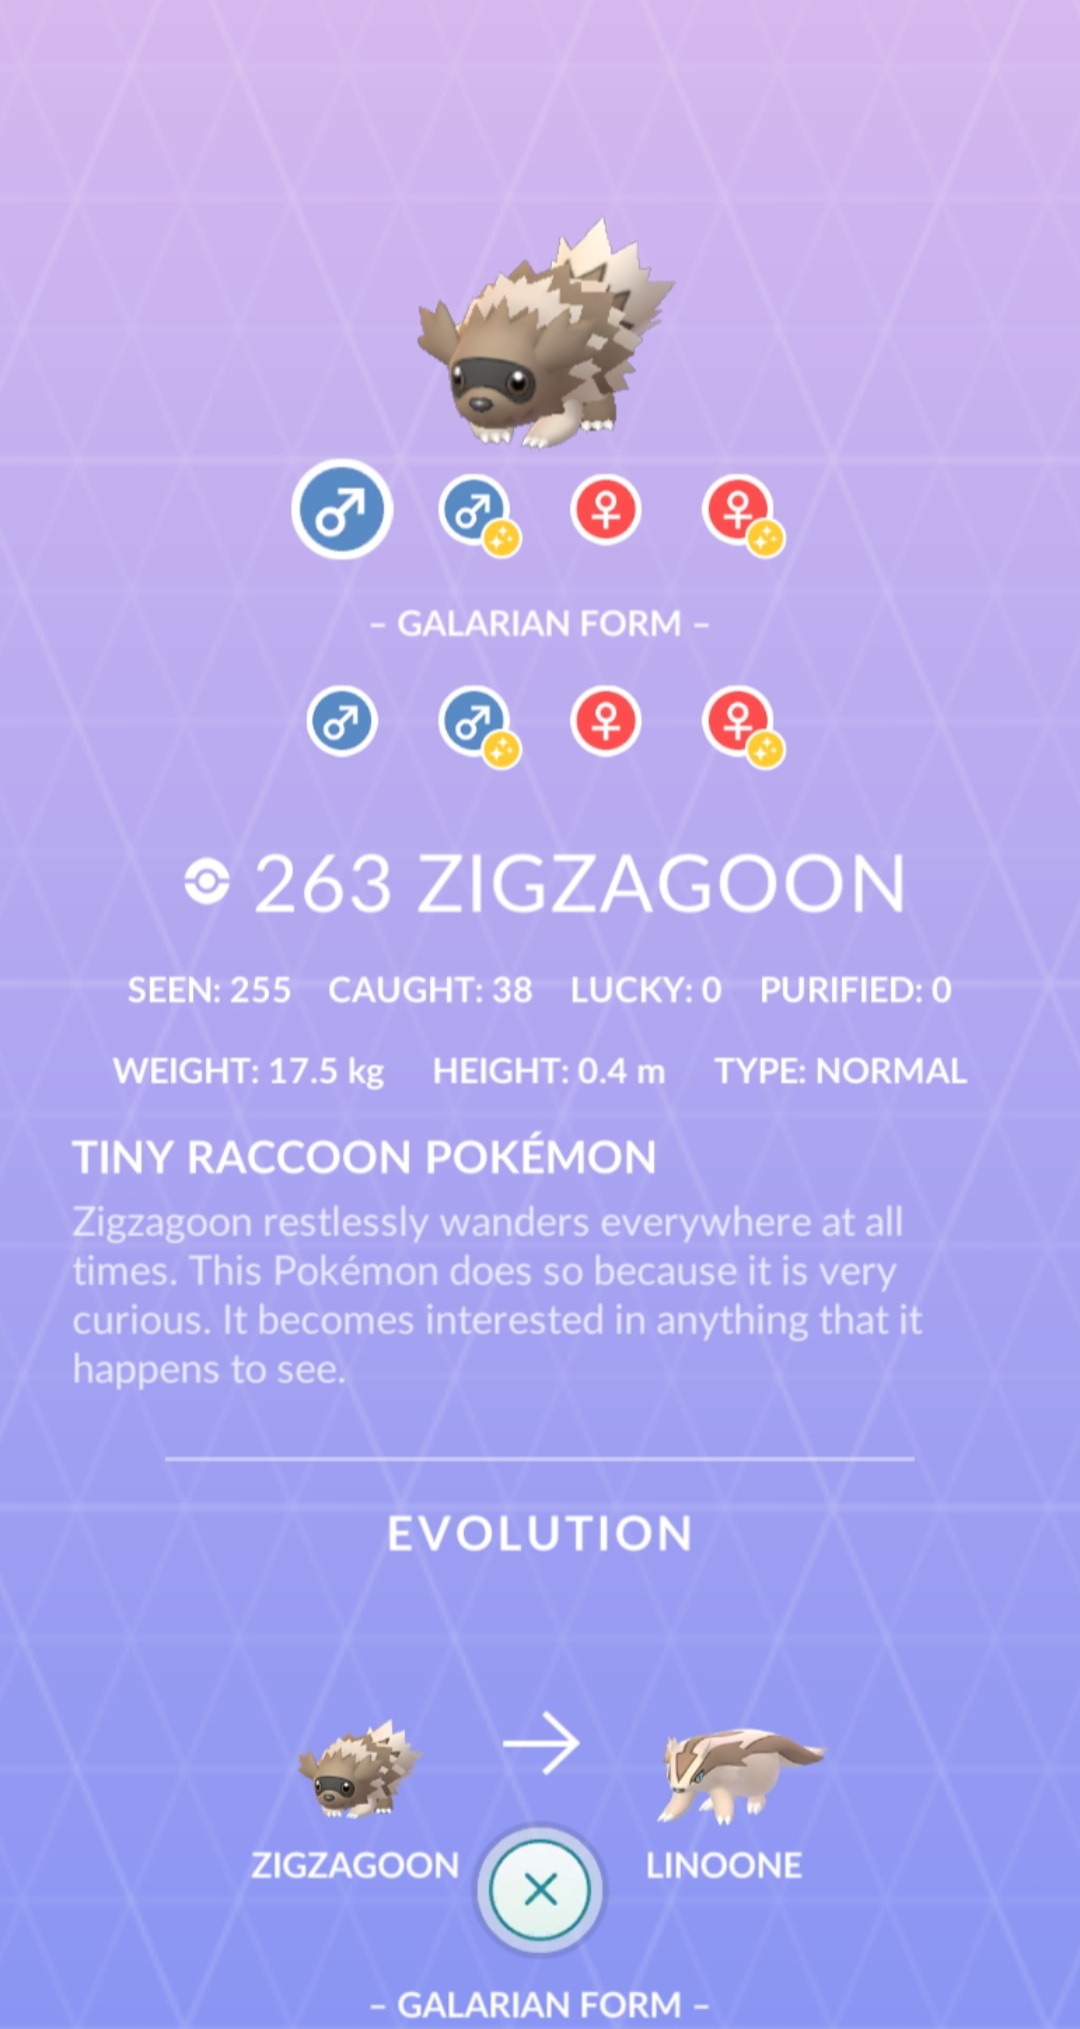 – GALARIAN FORM –
263 ZIGZAGOON
SEEN: 255 CAUGHT: 38 LUCKY: 0 PURIFIED: 0
WEIGHT: 17.5 kg HEIGHT: 0.4 m TYPE: NORMAL
TINY RACCOON POKÉMON
Zigzagoon restlessly wanders everywhere at all
times. This Pokémon does so because it is very
curious. It becomes interested in anything that it
happens to see.
EVOLUTION
ZIGZAGOON LINOONE
– GALARIAN FORM –